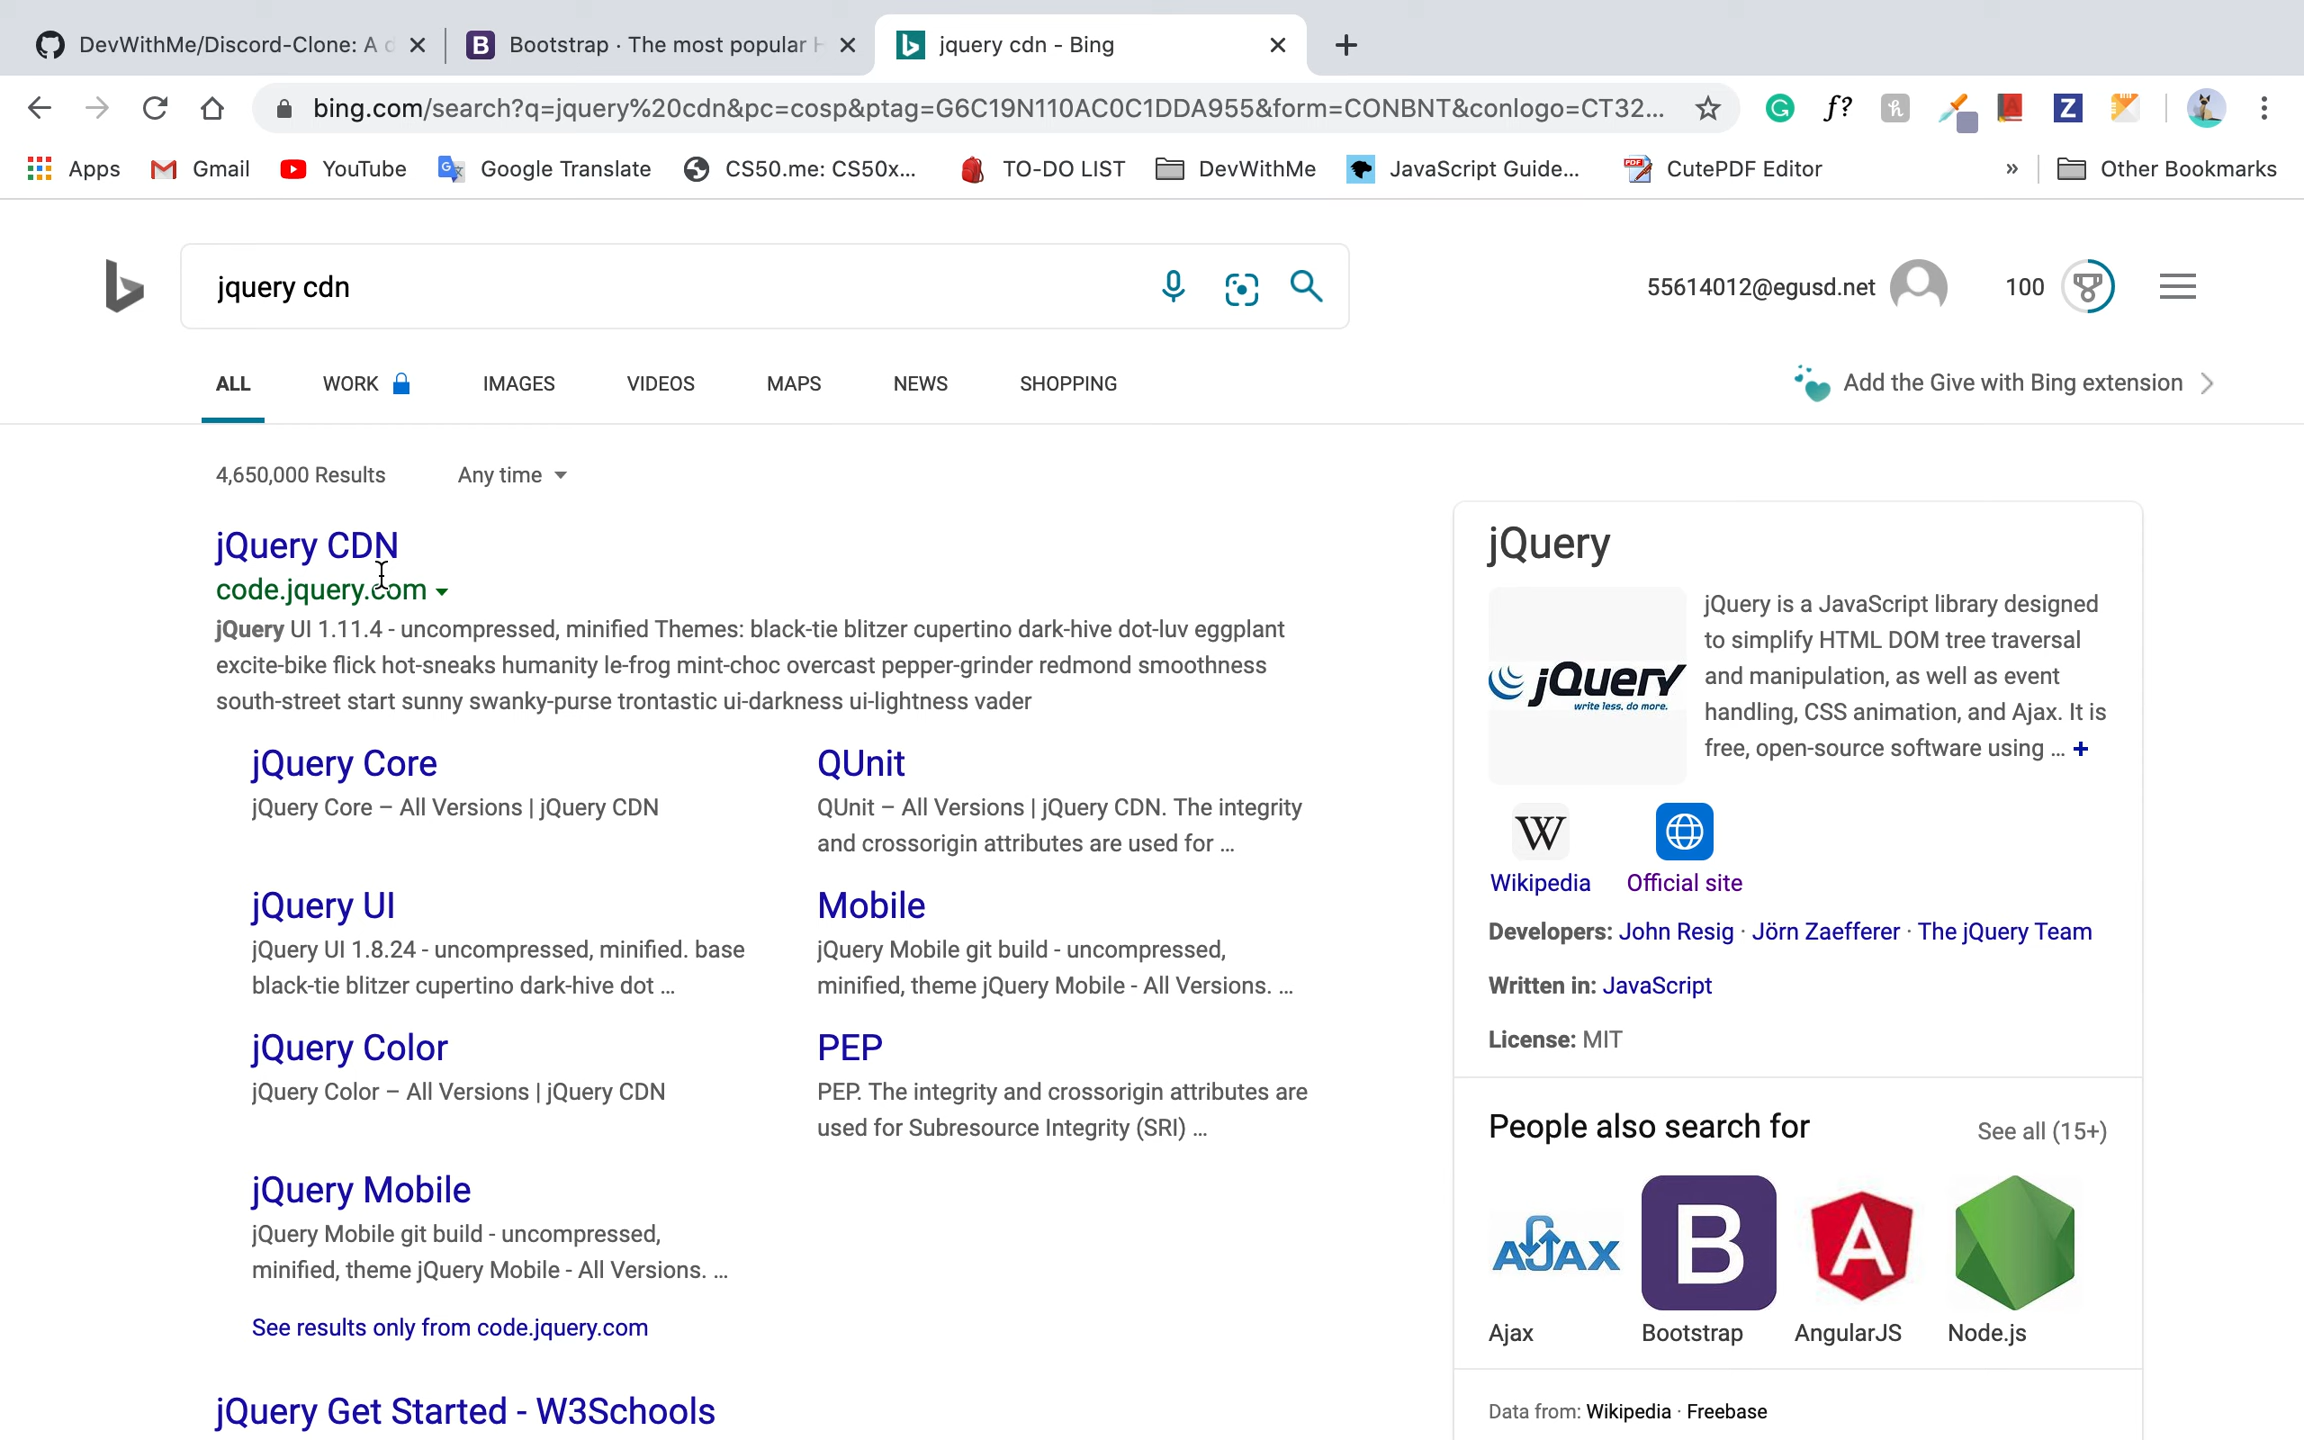 DevWithMe/Discord-Clone: A d
B Bootstrap · The most popular H
jquery cdn - Bing
bing.com/search?q=jquery%20cdn&pc=cosp&ptag=G6C19N110AC0C1DDA955&form=CONBNT&conlogo=CT32...
Apps Gmail YouTube Google Translate CS50.me: CS50x... TO-DO LIST DevWithMe JavaScript Guide... CutePDF Editor » Other Bookmarks
jquery cdn
55614012@egusd.net 100
ALL WORK IMAGES VIDEOS MAPS NEWS SHOPPING
Add the Give with Bing extension
4,650,000 Results Any time
jQuery CDN
code.jquery.com
jQuery UI 1.11.4 - uncompressed, minified Themes: black-tie blitzer cupertino dark-hive dot-luv eggplant
excite-bike flick hot-sneaks humanity le-frog mint-choc overcast pepper-grinder redmond smoothness
south-street start sunny swanky-purse trontastic ui-darkness ui-lightness vader
jQuery Core
jQuery Core – All Versions | jQuery CDN
QUnit
QUnit – All Versions | jQuery CDN. The integrity
and crossorigin attributes are used for ...
jQuery UI
jQuery UI 1.8.24 - uncompressed, minified. base
black-tie blitzer cupertino dark-hive dot ...
Mobile
jQuery Mobile git build - uncompressed,
minified, theme jQuery Mobile - All Versions. ...
jQuery Color
jQuery Color – All Versions | jQuery CDN
PEP
PEP. The integrity and crossorigin attributes are
used for Subresource Integrity (SRI) ...
jQuery Mobile
jQuery Mobile git build - uncompressed,
minified, theme jQuery Mobile - All Versions. ...
See results only from code.jquery.com
jQuery Get Started - W3Schools
jQuery
jQuery
write less. do more.
jQuery is a JavaScript library designed
to simplify HTML DOM tree traversal
and manipulation, as well as event
handling, CSS animation, and Ajax. It is
free, open-source software using ... +
W
Wikipedia Official site
Developers: John Resig · Jörn Zaefferer · The jQuery Team
Written in: JavaScript
License: MIT
People also search for See all (15+)
AJAX B A
Ajax Bootstrap AngularJS Node.js
Data from: Wikipedia · Freebase